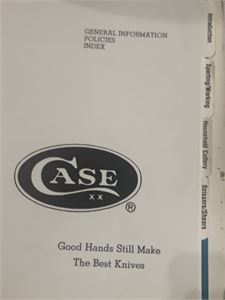 GENERAL INFORMATION
POLICIES
INDEX
Introduction
Sporting/Working
Household Cutlery
Scissors/Shears
CASE
XX
®
Good Hands Still Make
The Best Knives